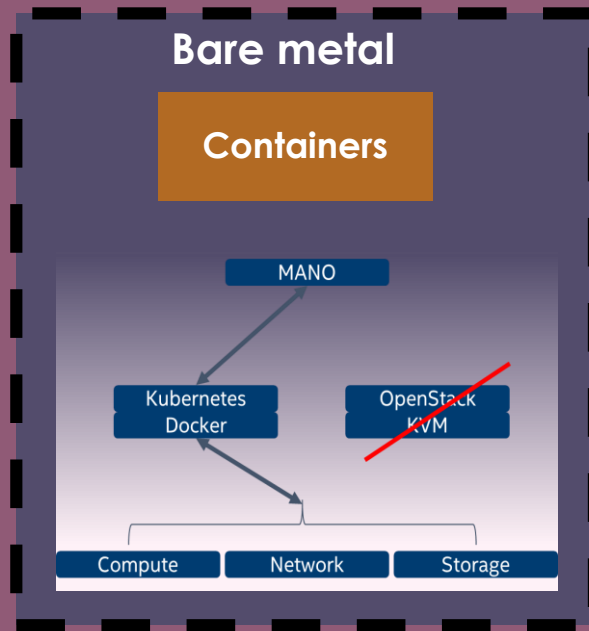 Bare metal
Containers
MANO
Kubernetes
Docker
OpenStack
KVM
Compute
Network
Storage